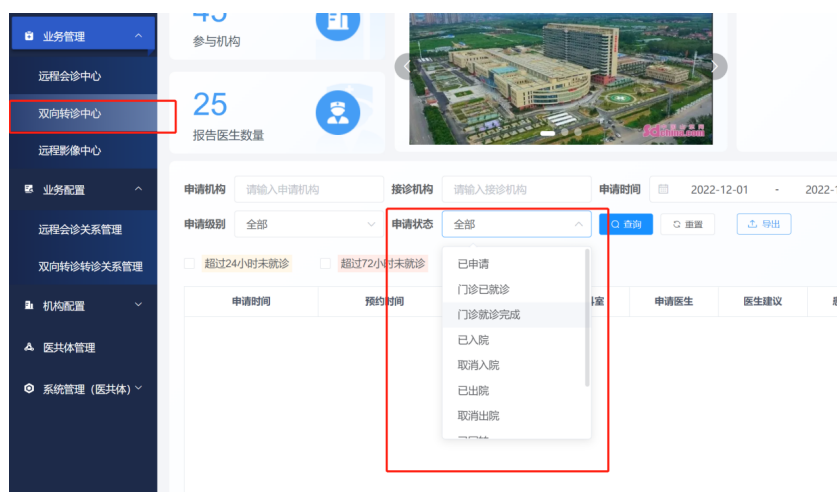 业务管理
远程会诊中心
双向转诊中心
远程影像中心
业务配置
远程会诊关系管理
双向转诊转诊关系管理
机构配置
医共体管理
系统管理（医共体）
参与机构
25
报告医生数量
申请机构 请输入申请机构 接诊机构 请输入接诊机构 申请时间 2022-12-01 -
申请级别 全部 申请状态 全部 查询 重置 导出
超过24小时未就诊 超过72小时未就诊
申请时间 预约时间 申请医生 医生建议
已申请
门诊已就诊
门诊就诊完成
已入院
取消入院
已出院
取消出院